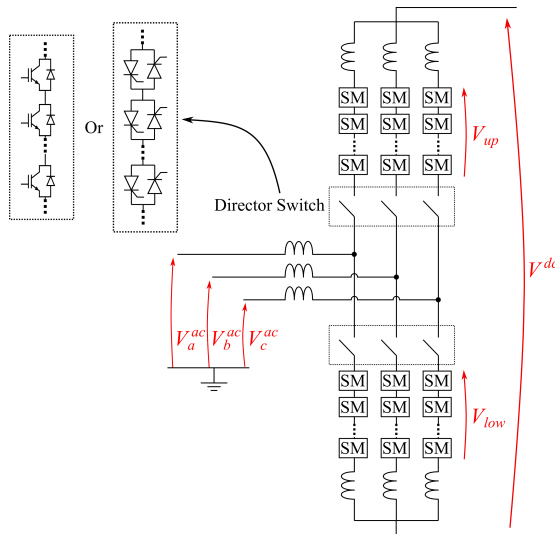 SM SM SM
SM SM SM
SM SM SM
V_up
Or
Director Switch
V^dc
V_a^ac V_b^ac V_c^ac
SM SM SM
SM SM SM
SM SM SM
V_low